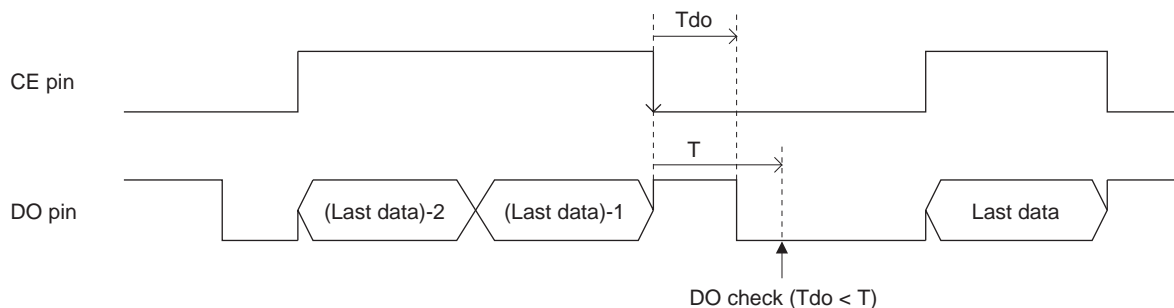 Tdo
CE pin
T
DO pin
(Last data)-2
(Last data)-1
Last data
DO check (Tdo < T)